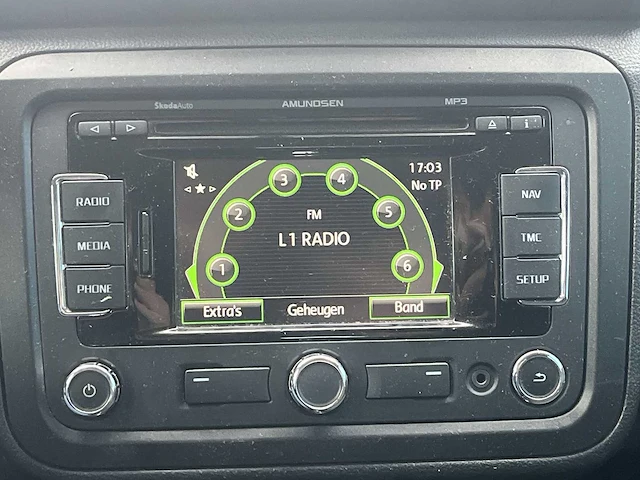 ŠkodaAuto AMUNDSEN MP3
i
RADIO
MEDIA
PHONE
17:03
No TP
1
2
3
4
5
6
FM
L1 RADIO
Extra's Geheugen Band
NAV
TMC
SETUP